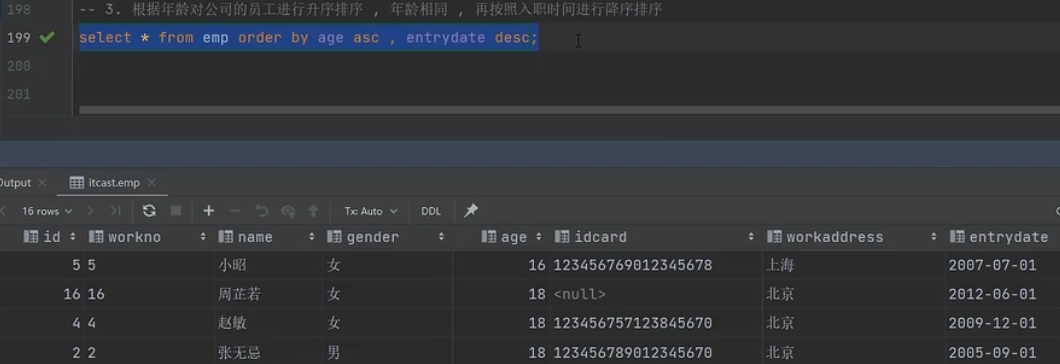 198 -- 3. 根据年龄对公司的员工进行升序排序 , 年龄相同 , 再按照入职时间进行降序排序
199 select * from emp order by age asc , entrydate desc;
200
201
Output itcast.emp
16 rows Tx: Auto DDL
id workno name gender age idcard workaddress entrydate
5 5 小昭 女 16 123456769012345678 上海 2007-07-01
16 16 周芷若 女 18 <null> 北京 2012-06-01
4 4 赵敏 女 18 123456757123845670 北京 2009-12-01
2 2 张无忌 男 18 123456789012345670 北京 2005-09-01